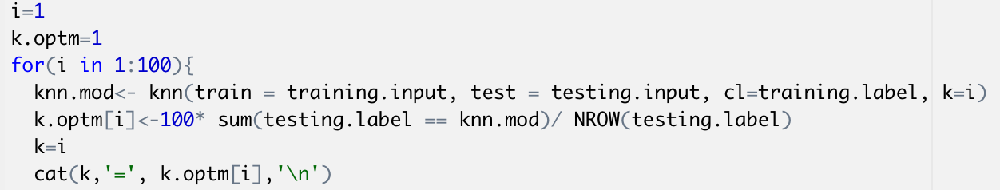 i=1
k.optm=1
for(i in 1:100){
  knn.mod<- knn(train = training.input, test = testing.input, cl=training.label, k=i)
  k.optm[i]<-100* sum(testing.label == knn.mod)/ NROW(testing.label)
  k=i
  cat(k,'=', k.optm[i],'\n')